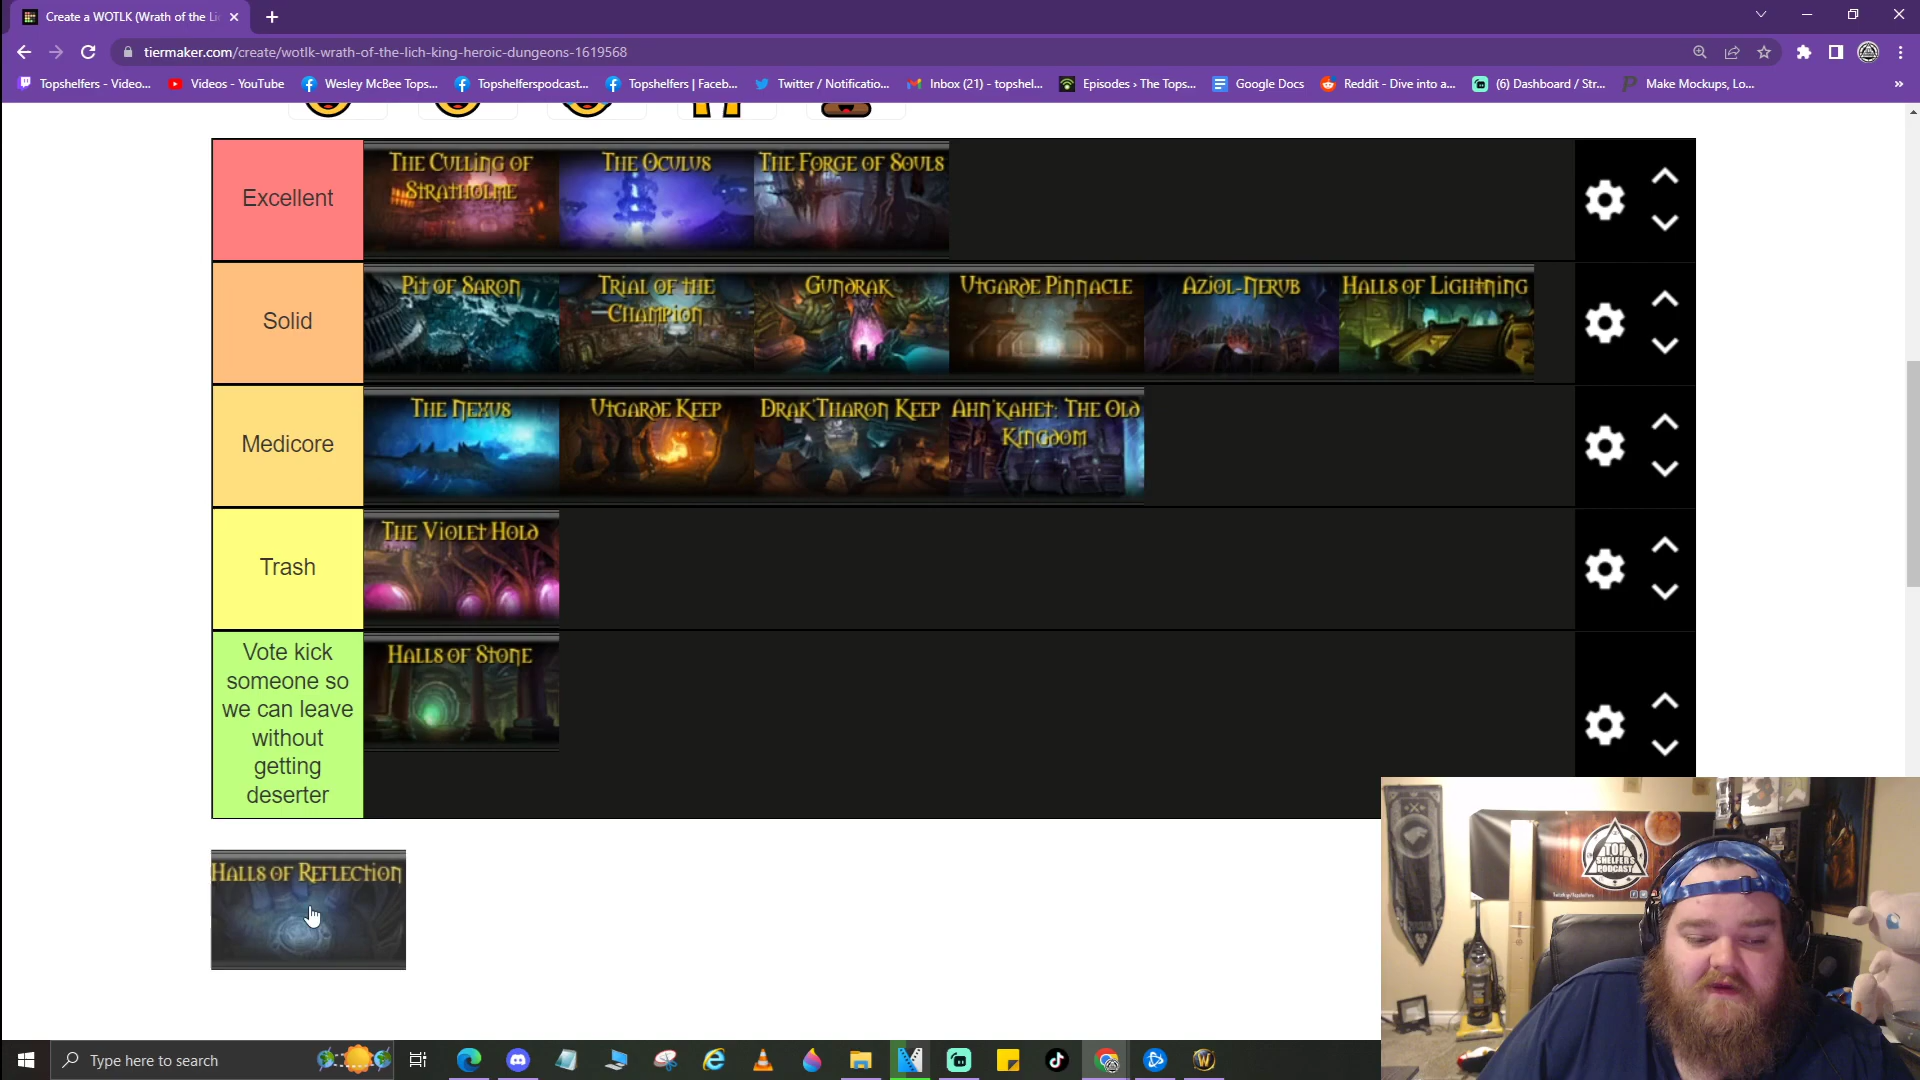 Create a WOTLK (Wrath of the Li
tiermaker.com/create/wotlk-wrath-of-the-lich-king-heroic-dungeons-1619568
Topshelfers - Video... Videos - YouTube Wesley McBee Tops... Topshelferspodcast... Topshelfers | Faceb... Twitter / Notificatio... Inbox (21) - topshel... Episodes › The Tops... Google Docs Reddit - Dive into a... (6) Dashboard / Str... Make Mockups, Lo... »
Excellent
The Culling of
Stratholme
The Oculus
The Forge of Souls
Solid
Pit of Saron
Trial of the
Champion
Gundrak
Utgarde Pinnacle
Azjol-Nerub
Halls of Lightning
Medicore
The Nexus
Utgarde Keep
Drak'Tharon Keep
Ahn'kahet: The Old
Kingdom
Trash
The Violet Hold
Vote kick
someone so
we can leave
without
getting
deserter
Halls of Stone
Halls of Reflection
TOP
SHELFERS
PODCAST
Type here to search